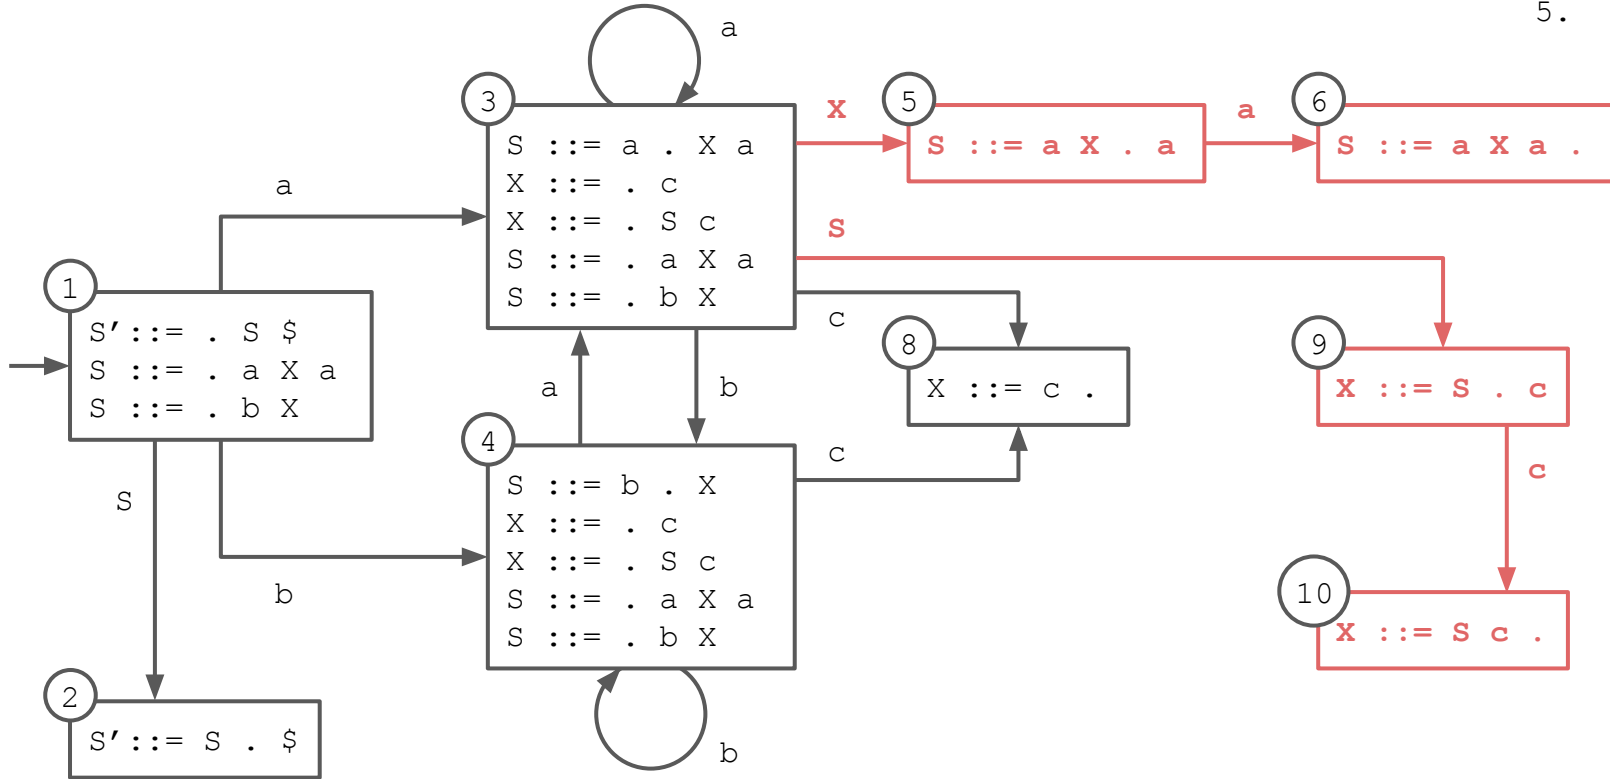 5.
a
3
S ::= a . X a
X ::= . c
X ::= . S c
S ::= . a X a
S ::= . b X
X
5
S ::= a X . a
a
6
S ::= a X a .
a
S
1
S'::= . S $
S ::= . a X a
S ::= . b X
c
8
X ::= c .
9
X ::= S . c
a
b
4
S ::= b . X
X ::= . c
X ::= . S c
S ::= . a X a
S ::= . b X
c
c
S
b
10
X ::= S c .
2
S'::= S . $
b